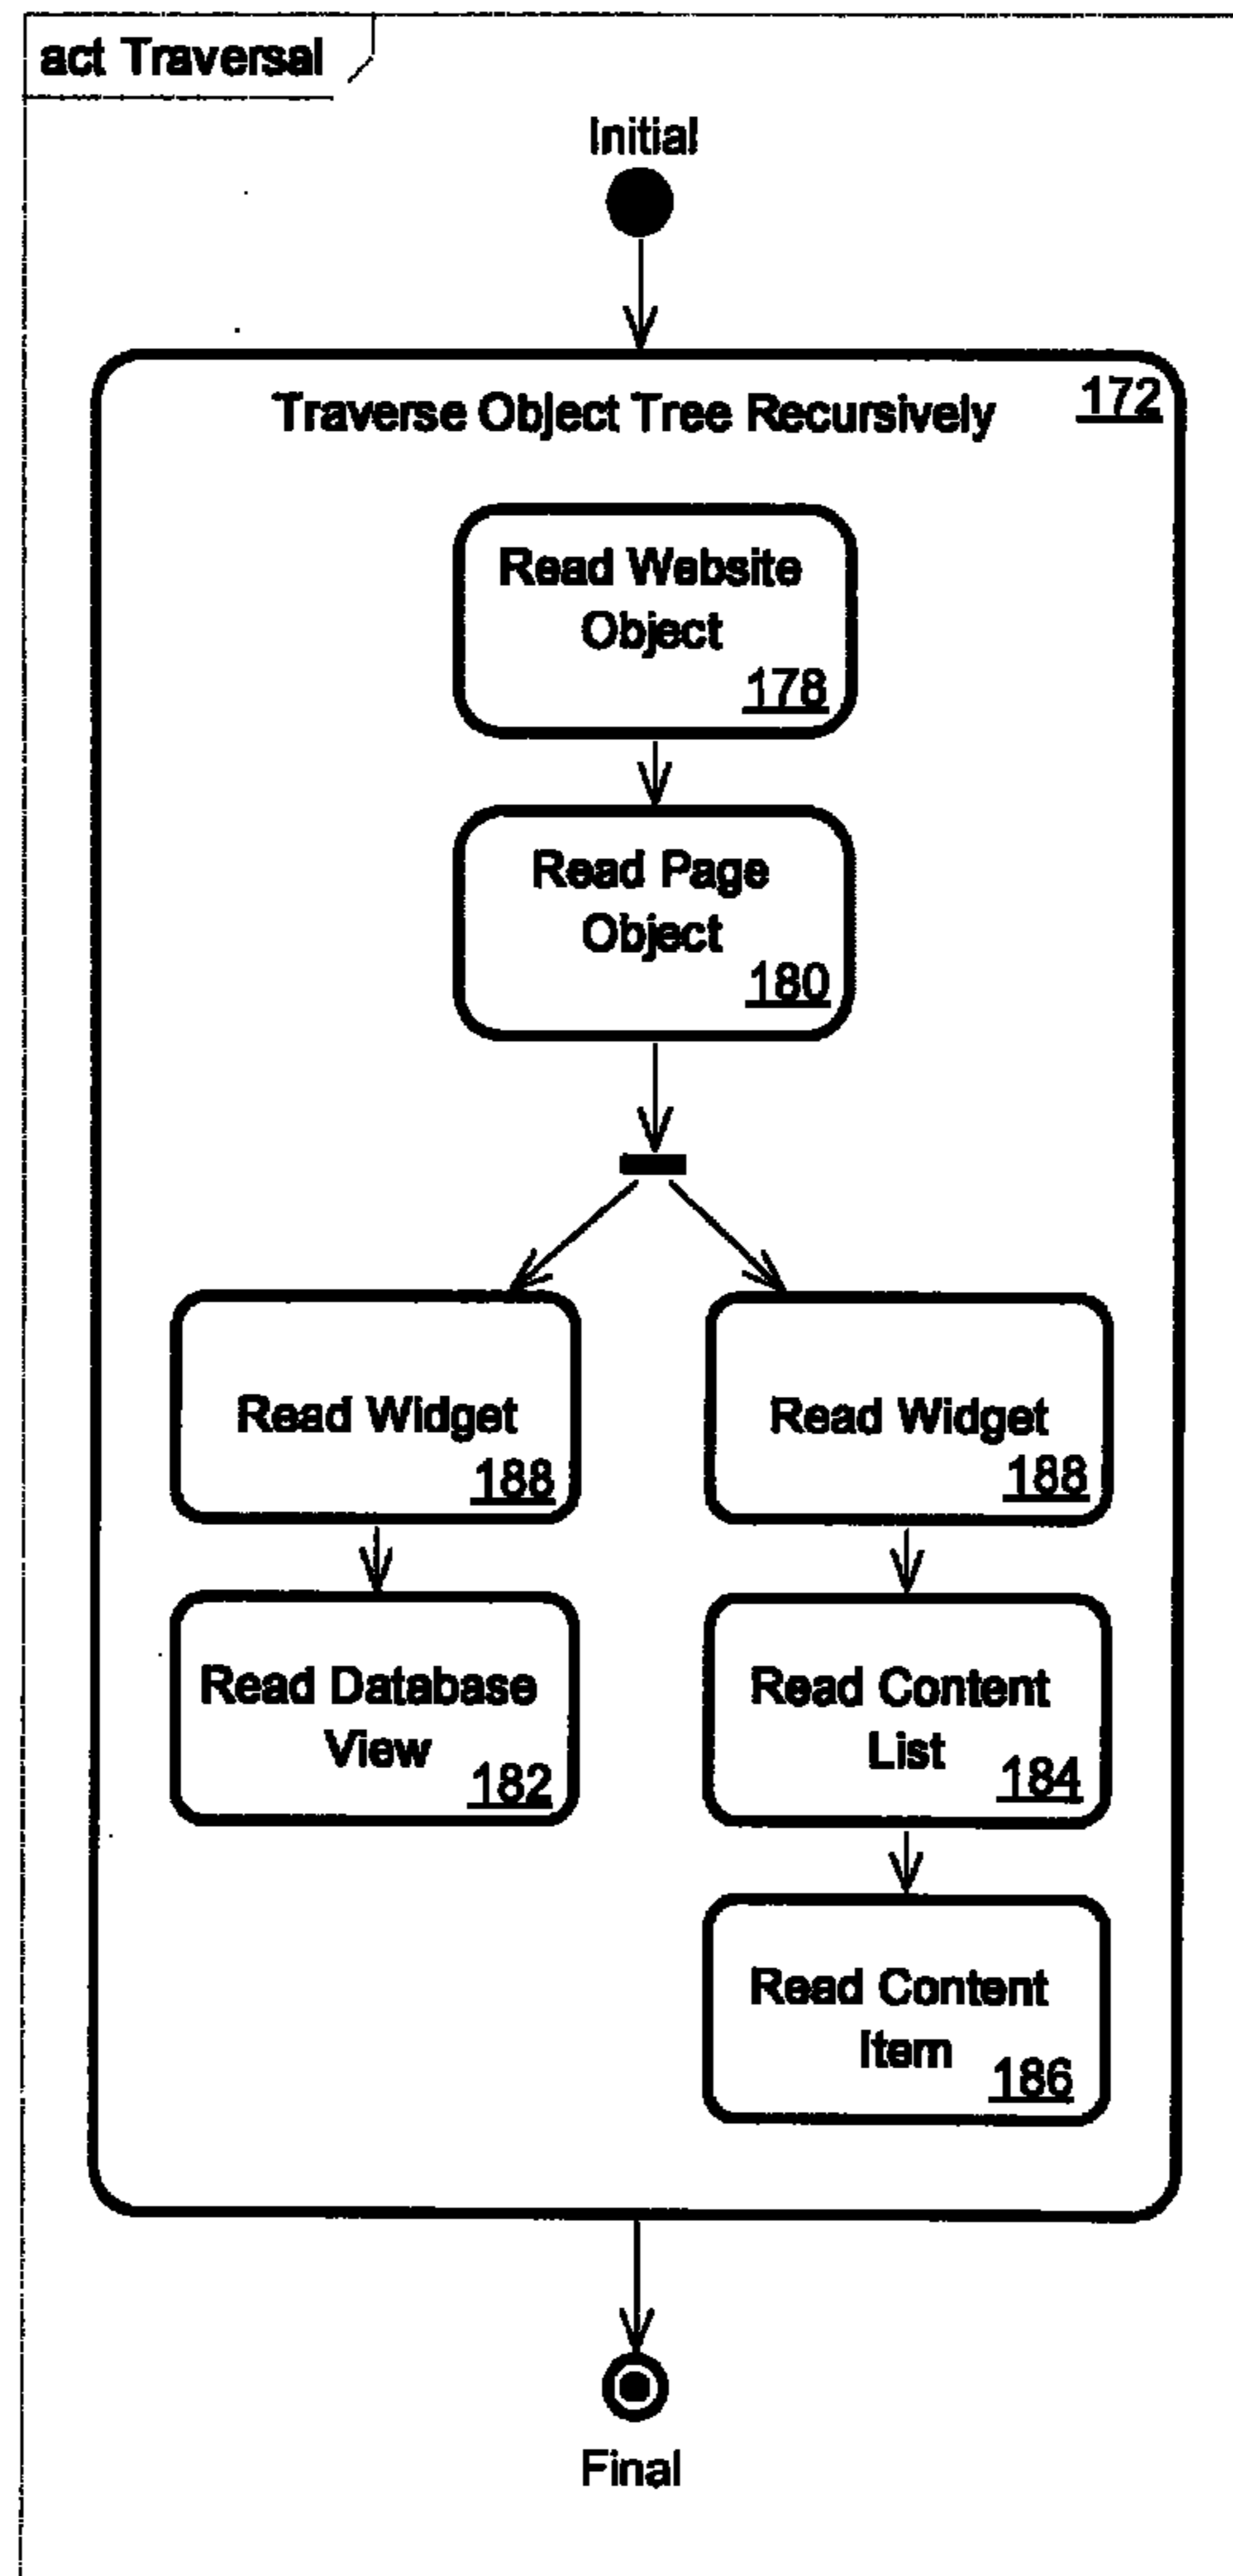 act Traversal
Initial
Traverse Object Tree Recursively
172
Read Website
Object
178
Read Page
Object
180
Read Widget
188
Read Widget
188
Read Database
View
182
Read Content
List
184
Read Content
Item
186
Final